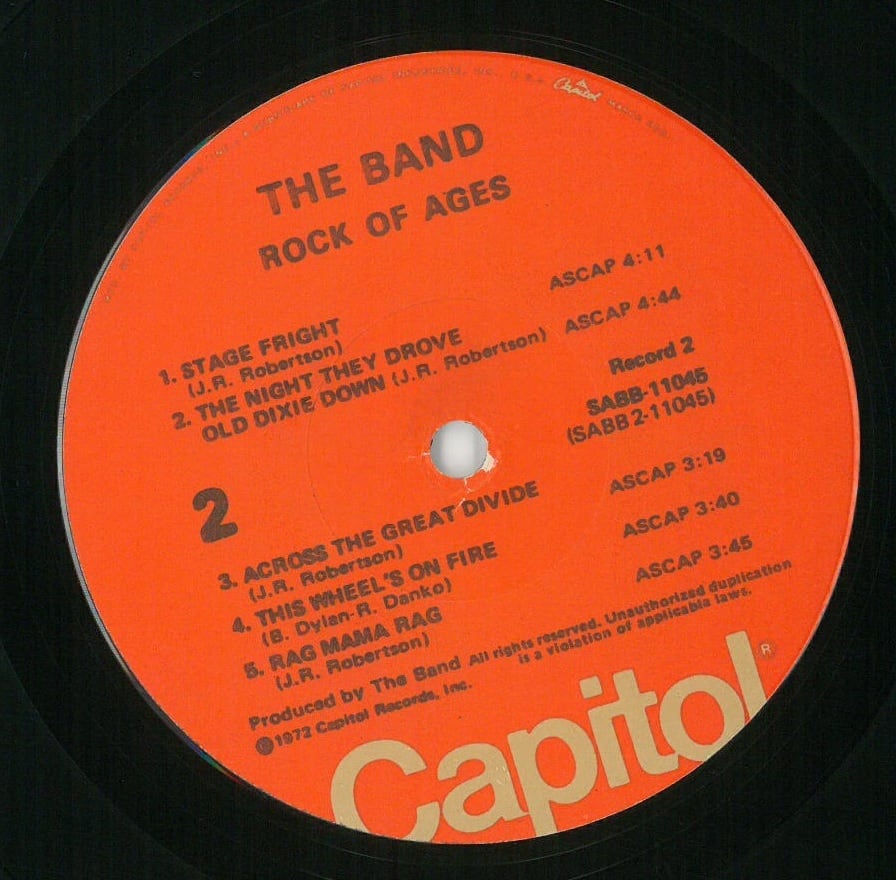 Capitol
THE BAND
ROCK OF AGES
1. STAGE FRIGHT ASCAP 4:11
(J.R. Robertson)
2. THE NIGHT THEY DROVE ASCAP 4:44
OLD DIXIE DOWN (J.R. Robertson)
Record 2
SABB-11045
(SABB 2-11045)
2
3. ACROSS THE GREAT DIVIDE ASCAP 3:19
(J.R. Robertson)
4. THIS WHEEL'S ON FIRE ASCAP 3:40
(B. Dylan-R. Danko)
5. RAG MAMA RAG ASCAP 3:45
(J.R. Robertson)
Produced by The Band All rights reserved. Unauthorized duplication
is a violation of applicable laws.
Ⓟ1972 Capitol Records, Inc.
Capitol®